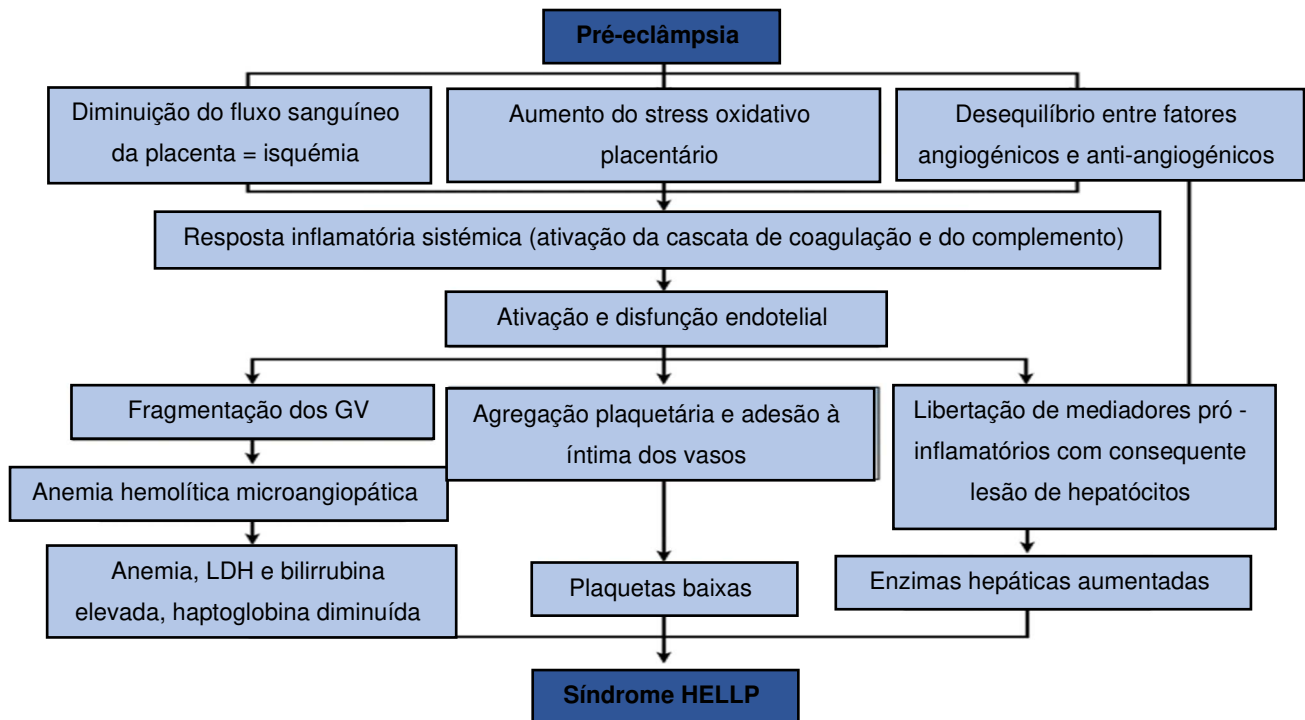 Pré-eclâmpsia
Diminuição do fluxo sanguíneo
da placenta = isquémia
Aumento do stress oxidativo
placentário
Desequilíbrio entre fatores
angiogénicos e anti-angiogénicos
Resposta inflamatória sistémica (ativação da cascata de coagulação e do complemento)
Ativação e disfunção endotelial
Fragmentação dos GV
Agregação plaquetária e adesão à
íntima dos vasos
Libertação de mediadores pró -
inflamatórios com consequente
lesão de hepatócitos
Anemia hemolítica microangiopática
Anemia, LDH e bilirrubina
elevada, haptoglobina diminuída
Plaquetas baixas
Enzimas hepáticas aumentadas
Síndrome HELLP